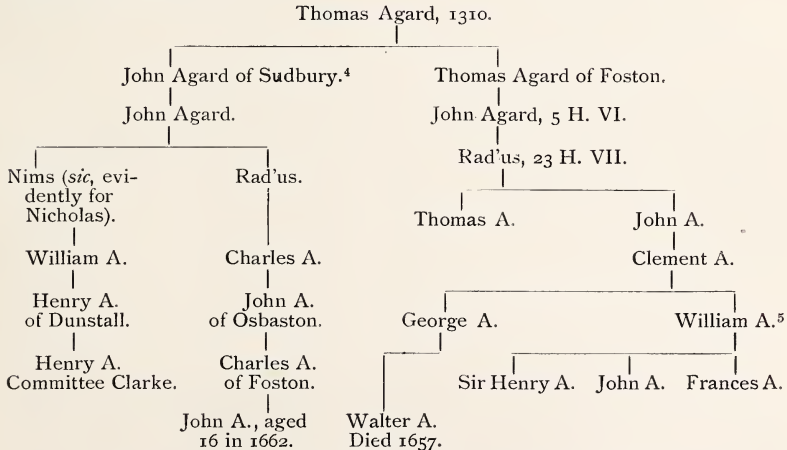 Thomas Agard, 1310.
John Agard of Sudbury.⁴
Thomas Agard of Foston.
John Agard.
John Agard, 5 H. VI.
Rad'us, 23 H. VII.
Nims (sic, evi-
dently for
Nicholas).
Rad'us.
Thomas A.
John A.
William A.
Charles A.
Clement A.
Henry A.
of Dunstall.
John A.
of Osbaston.
George A.
William A.⁵
Henry A.
Committee Clarke.
Charles A.
of Foston.
Sir Henry A.
John A.
Frances A.
John A., aged
16 in 1662.
Walter A.
Died 1657.